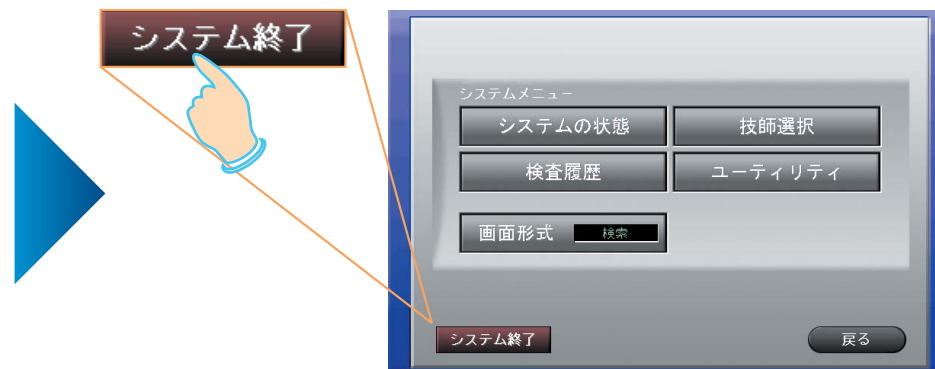 システム終了
システムメニュー
システムの状態
技師選択
検査履歴
ユーティリティ
画面形式 検索
システム終了
戻る